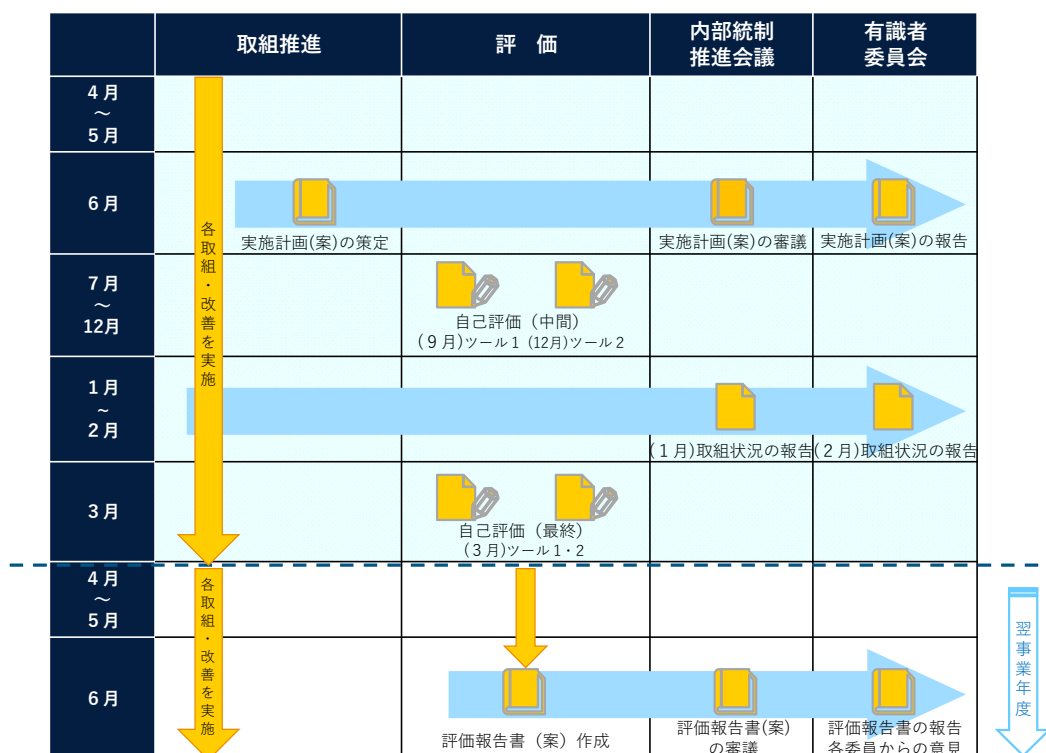 取組推進
評　価
内部統制
推進会議
有識者
委員会
4月
～
5月
各取組・改善を実施
6月
実施計画(案)の策定
実施計画(案)の審議
実施計画(案)の報告
7月
～
12月
自己評価（中間）
(９月)ツール１ (12月)ツール２
1月
~
2月
(１月)取組状況の報告
(２月)取組状況の報告
3月
自己評価（最終）
(３月)ツール１・２
4月
～
5月
各取組・改善を実施
翌事業年度
6月
評価報告書（案）作成
評価報告書(案)
の審議
評価報告書の報告
各委員からの意見